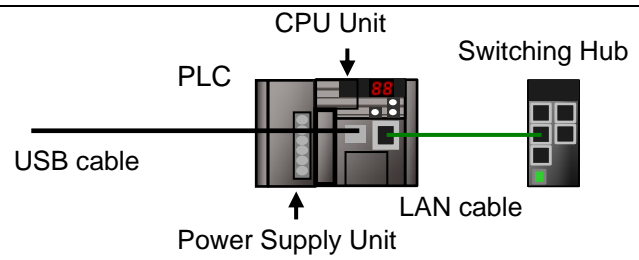 CPU Unit
Switching Hub
PLC
88
USB cable
LAN cable
Power Supply Unit